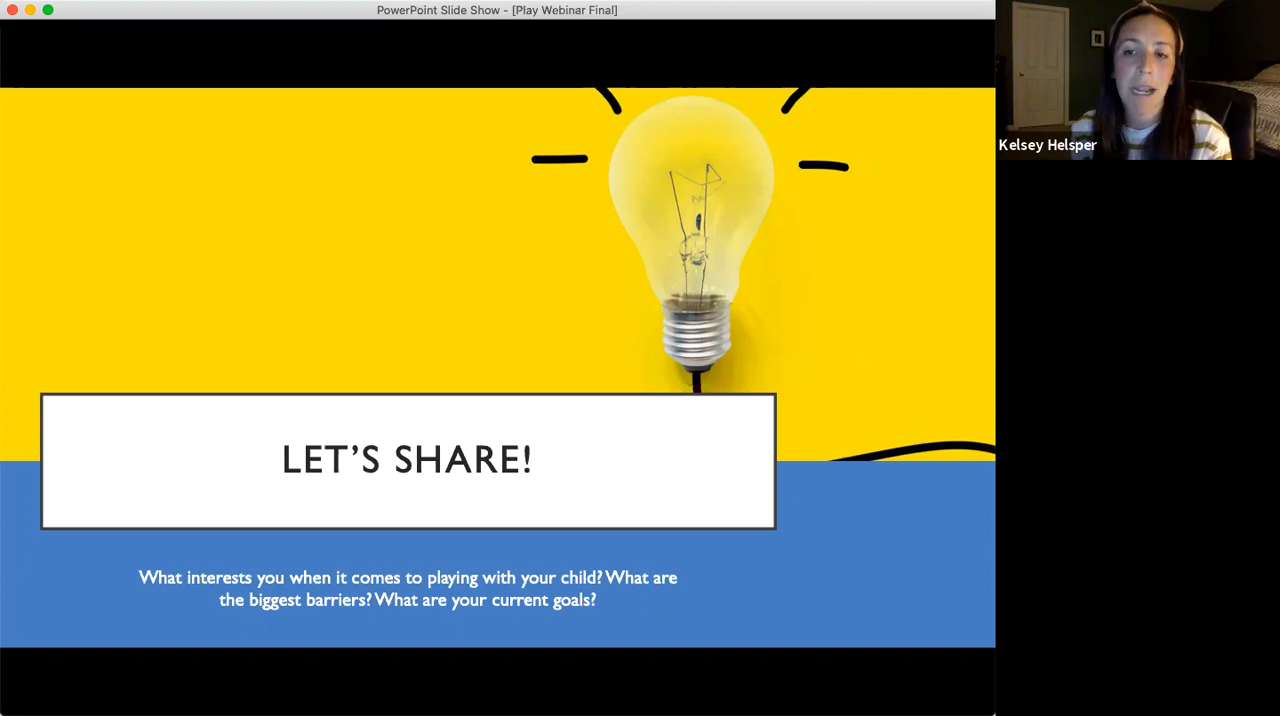 PowerPoint Slide Show - [Play Webinar Final]
Kelsey Helsper
LET’S SHARE!
What interests you when it comes to playing with your child? What are
the biggest barriers? What are your current goals?